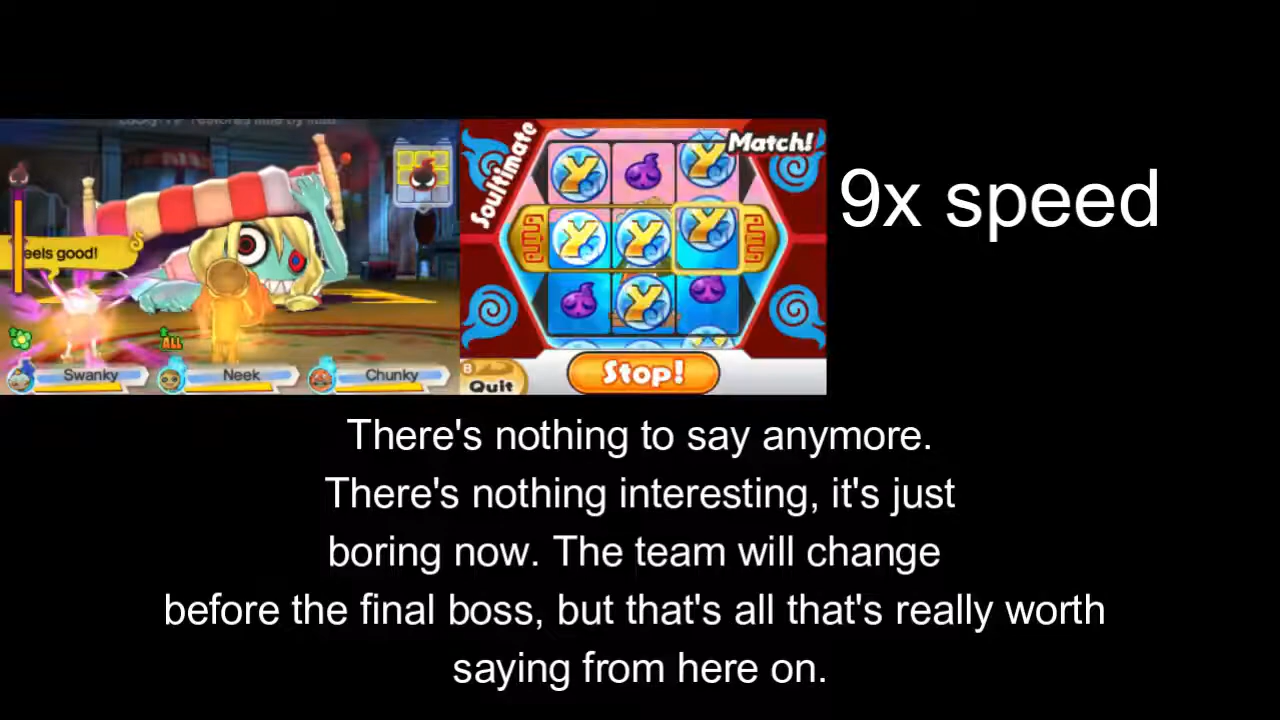 Soultimate
Match!
9x speed
eels good!
ALL
Swanky
Neek
Chunky
B
Quit
Stop!
There's nothing to say anymore.
There's nothing interesting, it's just
boring now. The team will change
before the final boss, but that's all that's really worth
saying from here on.